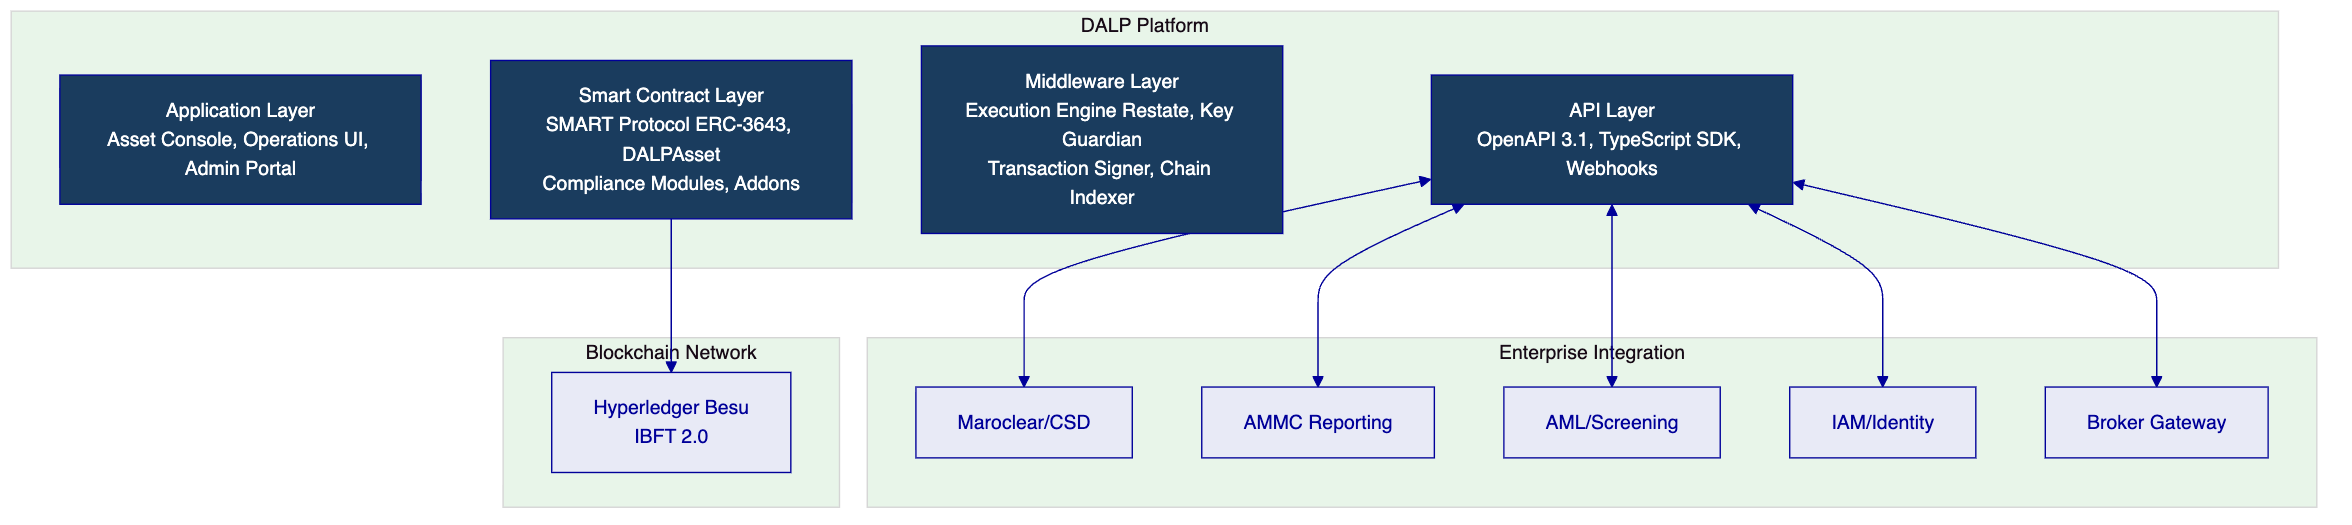 DALP Platform
Application Layer
Asset Console, Operations UI,
Admin Portal
Smart Contract Layer
SMART Protocol ERC-3643,
DALPAsset
Compliance Modules, Addons
Middleware Layer
Execution Engine Restate, Key
Guardian
Transaction Signer, Chain
Indexer
API Layer
OpenAPI 3.1, TypeScript SDK,
Webhooks
Blockchain Network
Hyperledger Besu
IBFT 2.0
Enterprise Integration
Maroclear/CSD
AMMC Reporting
AML/Screening
IAM/Identity
Broker Gateway